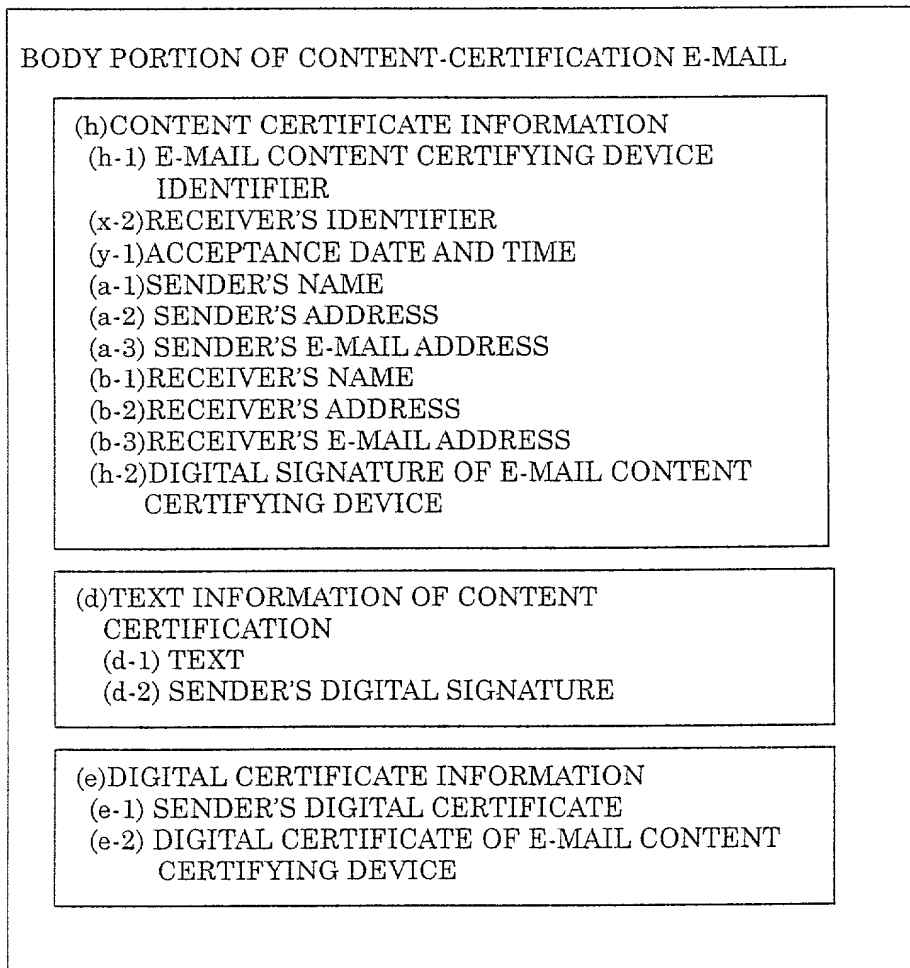 BODY PORTION OF CONTENT-CERTIFICATION E-MAIL
(h)CONTENT CERTIFICATE INFORMATION
(h-1) E-MAIL CONTENT CERTIFYING DEVICE
IDENTIFIER
(x-2)RECEIVER'S IDENTIFIER
(y-1)ACCEPTANCE DATE AND TIME
(a-1)SENDER'S NAME
(a-2) SENDER'S ADDRESS
(a-3) SENDER'S E-MAIL ADDRESS
(b-1)RECEIVER'S NAME
(b-2)RECEIVER'S ADDRESS
(b-3)RECEIVER'S E-MAIL ADDRESS
(h-2)DIGITAL SIGNATURE OF E-MAIL CONTENT
CERTIFYING DEVICE
(d)TEXT INFORMATION OF CONTENT
CERTIFICATION
(d-1) TEXT
(d-2) SENDER'S DIGITAL SIGNATURE
(e)DIGITAL CERTIFICATE INFORMATION
(e-1) SENDER'S DIGITAL CERTIFICATE
(e-2) DIGITAL CERTIFICATE OF E-MAIL CONTENT
CERTIFYING DEVICE